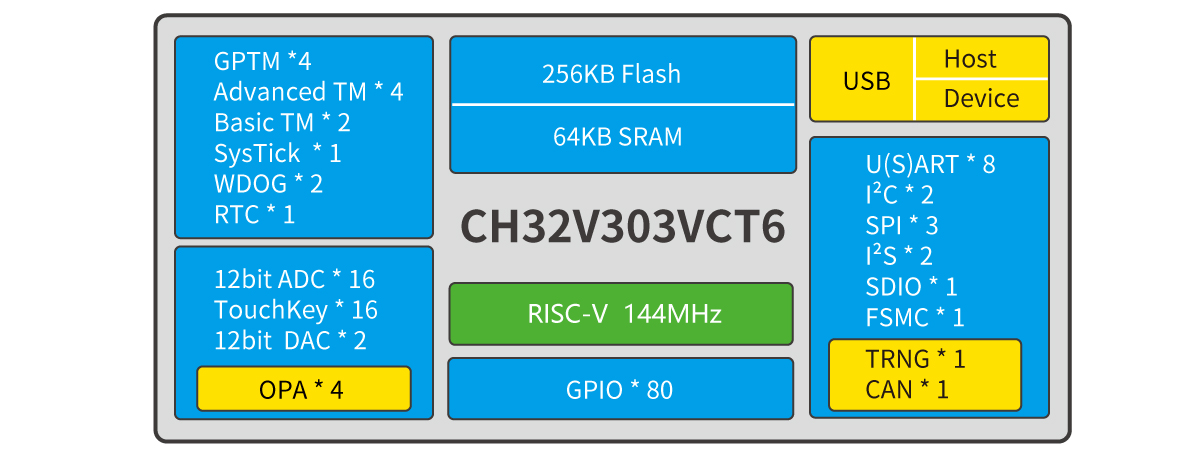 GPTM *4
Advanced TM * 4
Basic TM * 2
SysTick * 1
WDOG * 2
RTC * 1
12bit ADC * 16
TouchKey * 16
12bit DAC * 2
OPA * 4
256KB Flash
64KB SRAM
CH32V303VCT6
RISC-V 144MHz
GPIO * 80
USB
Host
Device
U(S)ART * 8
I²C * 2
SPI * 3
I²S * 2
SDIO * 1
FSMC * 1
TRNG * 1
CAN * 1